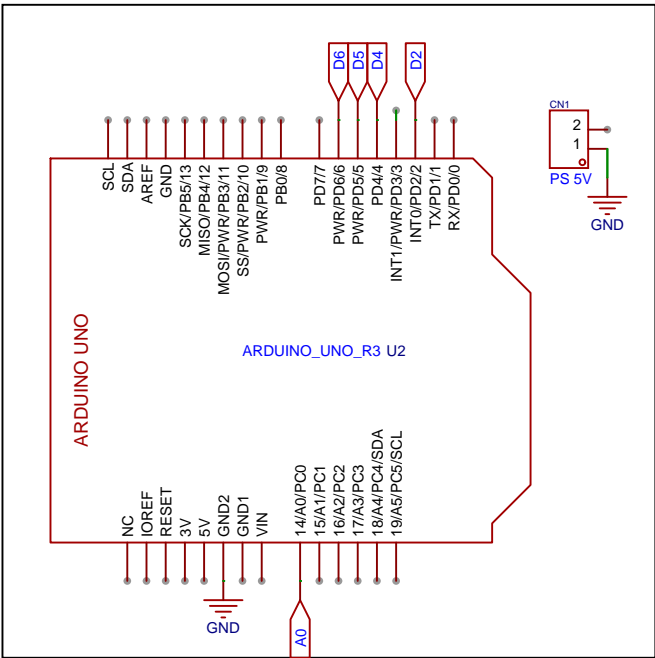 D6
D5
D4
D2
CN1
2
1
PS 5V
GND
SCL
SDA
AREF
GND
SCK/PB5/13
MISO/PB4/12
MOSI/PWR/PB3/11
SS/PWR/PB2/10
PWR/PB1/9
PB0/8
PD7/7
PWR/PD6/6
PWR/PD5/5
PD4/4
INT1/PWR/PD3/3
INT0/PD2/2
TX/PD1/1
RX/PD0/0
ARDUINO UNO
ARDUINO_UNO_R3 U2
NC
IOREF
RESET
3V
5V
GND2
GND1
VIN
14/A0/PC0
15/A1/PC1
16/A2/PC2
17/A3/PC3
18/A4/PC4/SDA
19/A5/PC5/SCL
GND
A0